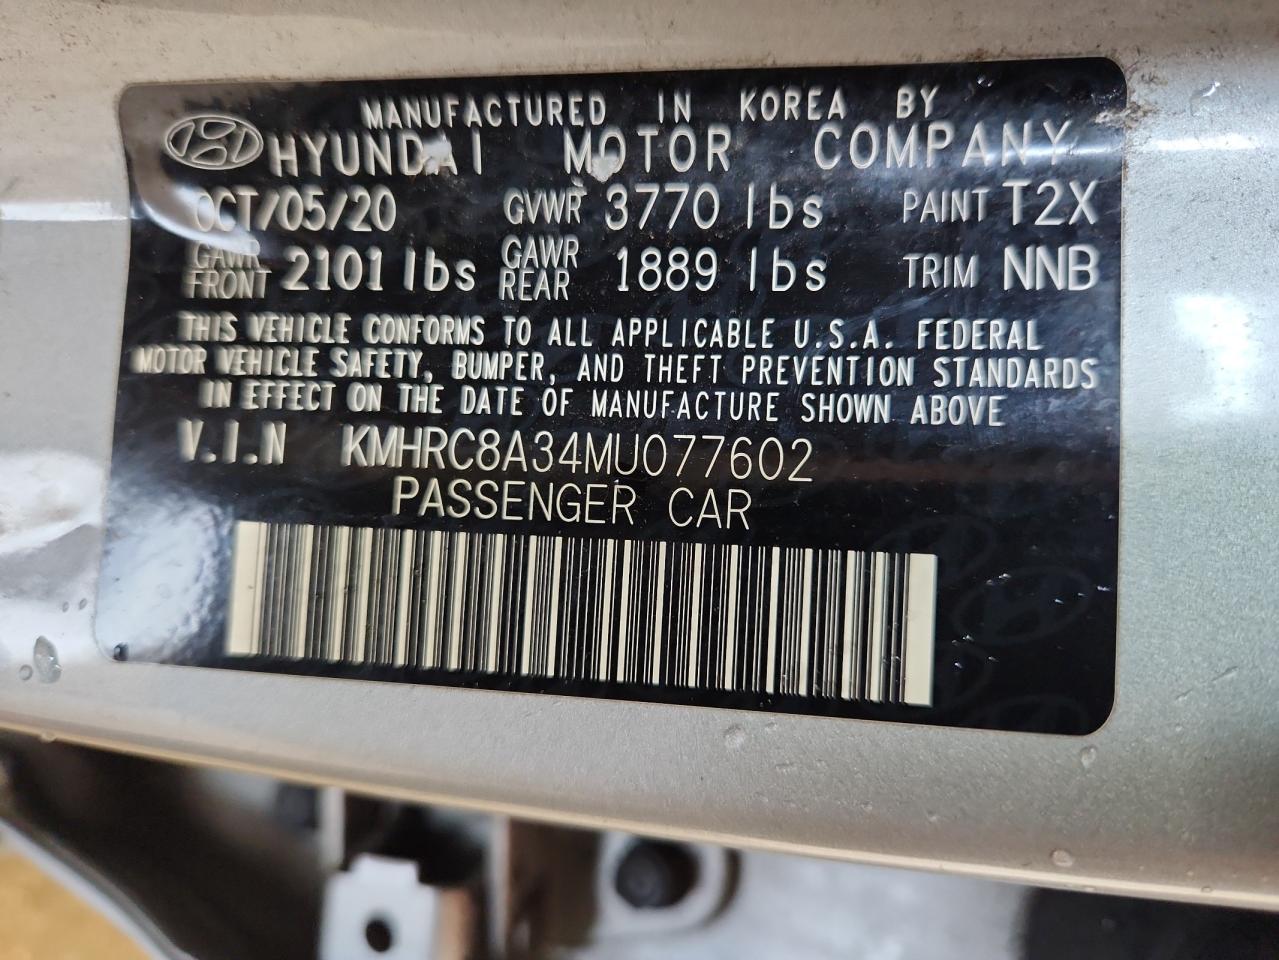 MANUFACTURED IN KOREA BY
HYUNDAI MOTOR COMPANY
OCT/05/20 GVWR 3770 lbs PAINT T2X
GAWR FRONT 2101 lbs GAWR REAR 1889 lbs TRIM NNB
THIS VEHICLE CONFORMS TO ALL APPLICABLE U.S.A. FEDERAL
MOTOR VEHICLE SAFETY, BUMPER, AND THEFT PREVENTION STANDARDS
IN EFFECT ON THE DATE OF MANUFACTURE SHOWN ABOVE
V.I.N KMHRC8A34MU077602
PASSENGER CAR